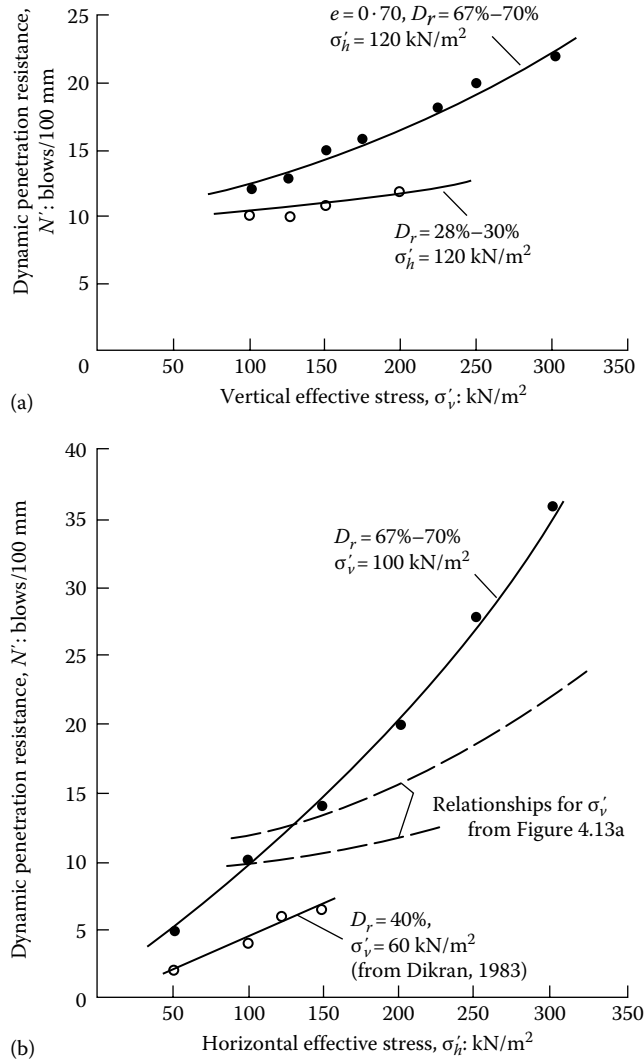 25
20
15
10
5
0
50
100
150
200
250
300
350
Dynamic penetration resistance,
N′: blows/100 mm
e = 0·70, Dr = 67%–70%
σ′h = 120 kN/m²
Dr = 28%–30%
σ′h = 120 kN/m²
Vertical effective stress, σ′v: kN/m²
(a)
40
35
30
25
20
15
10
5
0
50
100
150
200
250
300
350
Dynamic penetration resistance, N′: blows/100 mm
Dr = 67%–70%
σ′v = 100 kN/m²
Relationships for σ′v
from Figure 4.13a
Dr = 40%,
σ′v = 60 kN/m²
(from Dikran, 1983)
Horizontal effective stress, σ′h: kN/m²
(b)